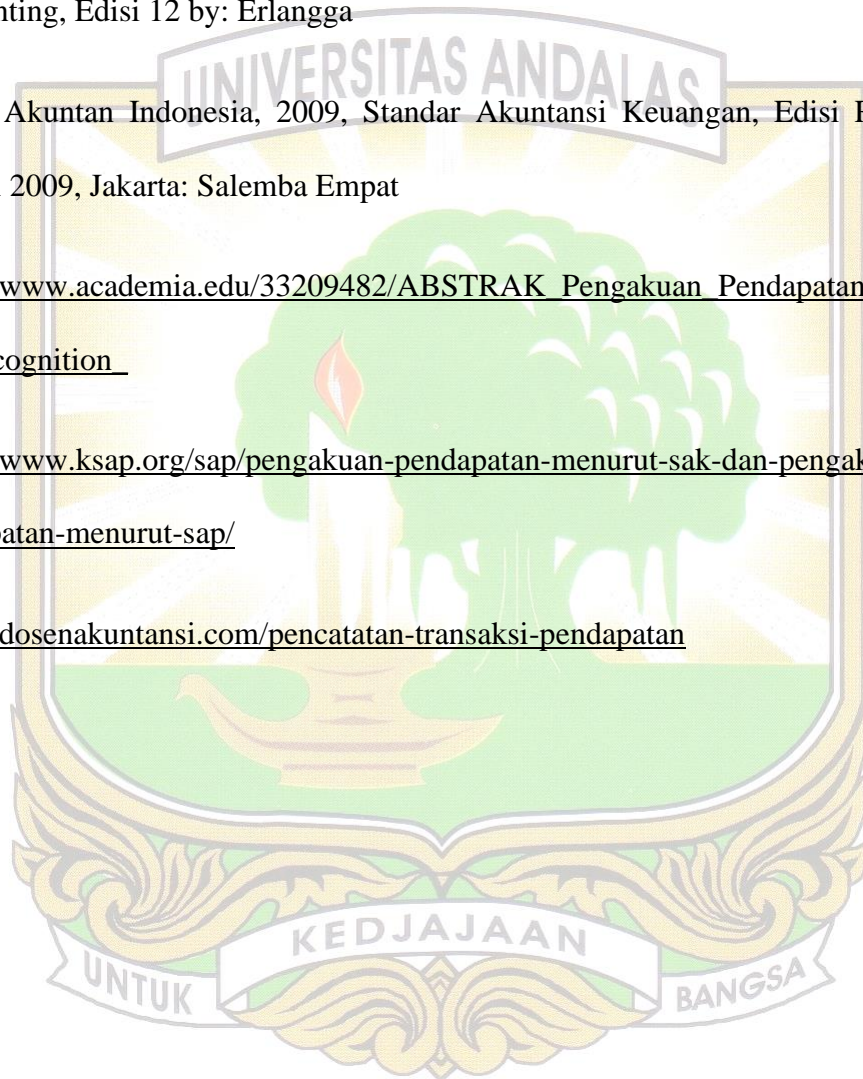 nting, Edisi 12 by: Erlangga
UNIVERSITAS ANDALAS
Akuntan Indonesia, 2009, Standar Akuntansi Keuangan, Edisi
2009, Jakarta: Salemba Empat
www.academia.edu/33209482/ABSTRAK_Pengakuan_Pendapatan
cognition_
www.ksap.org/sap/pengakuan-pendapatan-menurut-sak-dan-pengak
patan-menurut-sap/
dosenakuntansi.com/pencatatan-transaksi-pendapatan
KEDJAJAAN
UNTUK
BANGSA